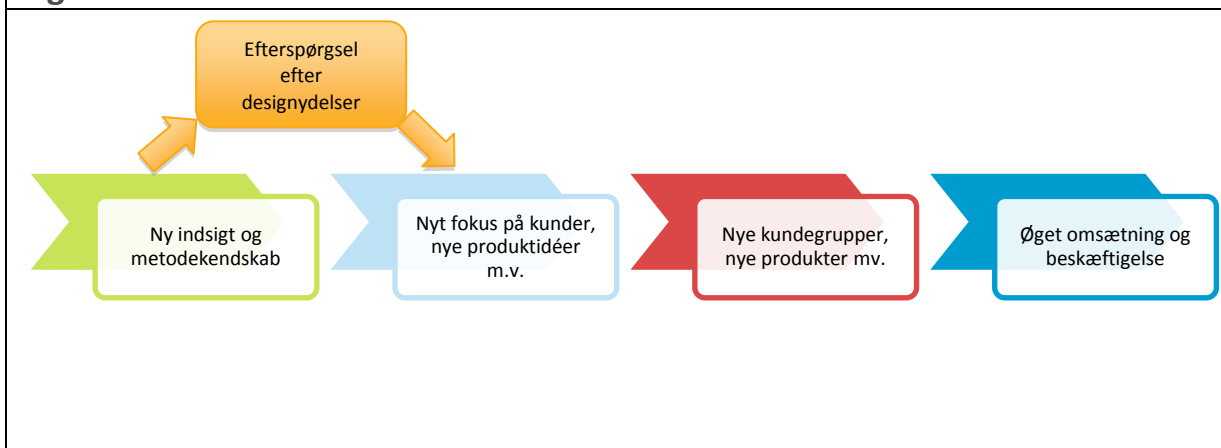 Efterspørgsel
efter
designydelser
Ny indsigt og
metodekendskab
Nyt fokus på kunder,
nye produktidéer
m.v.
Nye kundegrupper,
nye produkter mv.
Øget omsætning og
beskæftigelse